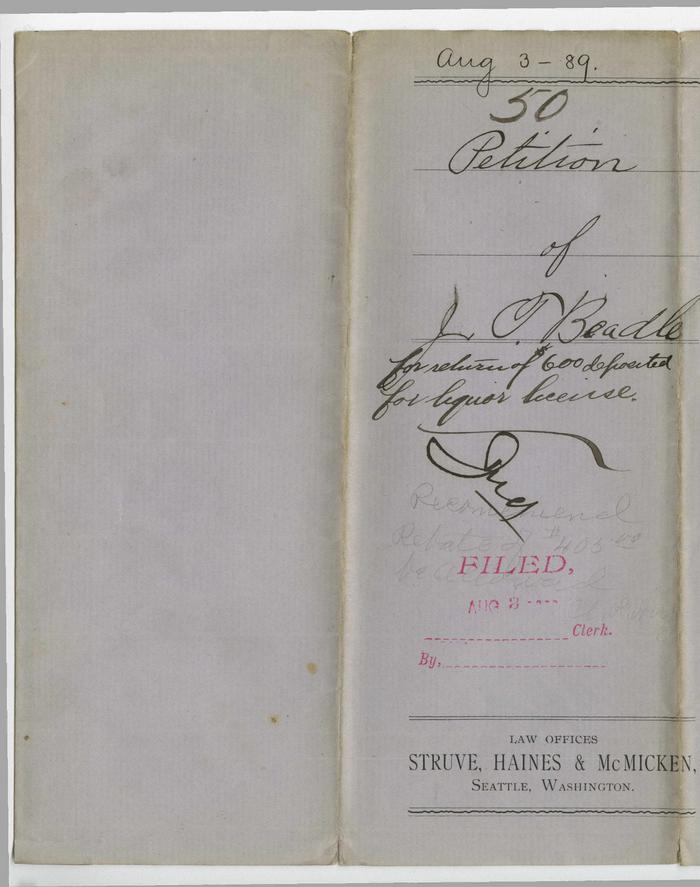 Aug 3 - 89.
50
Petition
of
J. T. Beadle
for return of $600 deposited
for liquor license.
Recommend
Rebate of $405.00
be
FILED,
AUG 3
Clerk.
By,
LAW OFFICES
STRUVE, HAINES & McMICKEN,
SEATTLE, WASHINGTON.